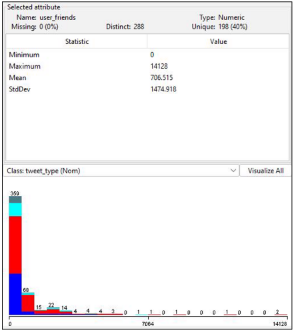 Selected attribute
Name: user_friends Type: Numeric
Missing: 0 (0%) Distinct: 288 Unique: 198 (40%)
Statistic Value
Minimum 0
Maximum 14128
Mean 706.515
StdDev 1474.918
Class: tweet_type (Nom) Visualize All
359
68
15 22 14 4 4 4 3 0 1 1 0 1 0 0 0 1 0 0 0 2
0 7064 14128